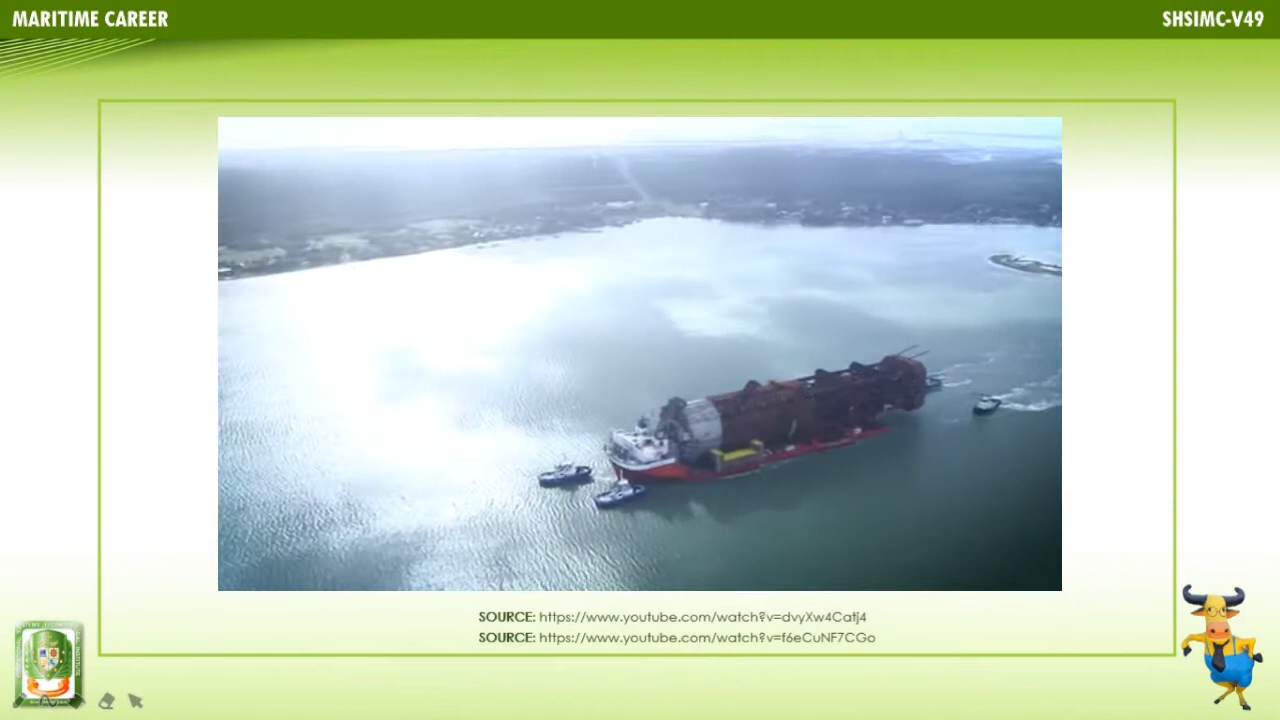 MARITIME CAREER
SHSIMC-V49
SOURCE: https://www.youtube.com/watch?v=dvyXw4Catj4
SOURCE: https://www.youtube.com/watch?v=f6eCuNF7CGo